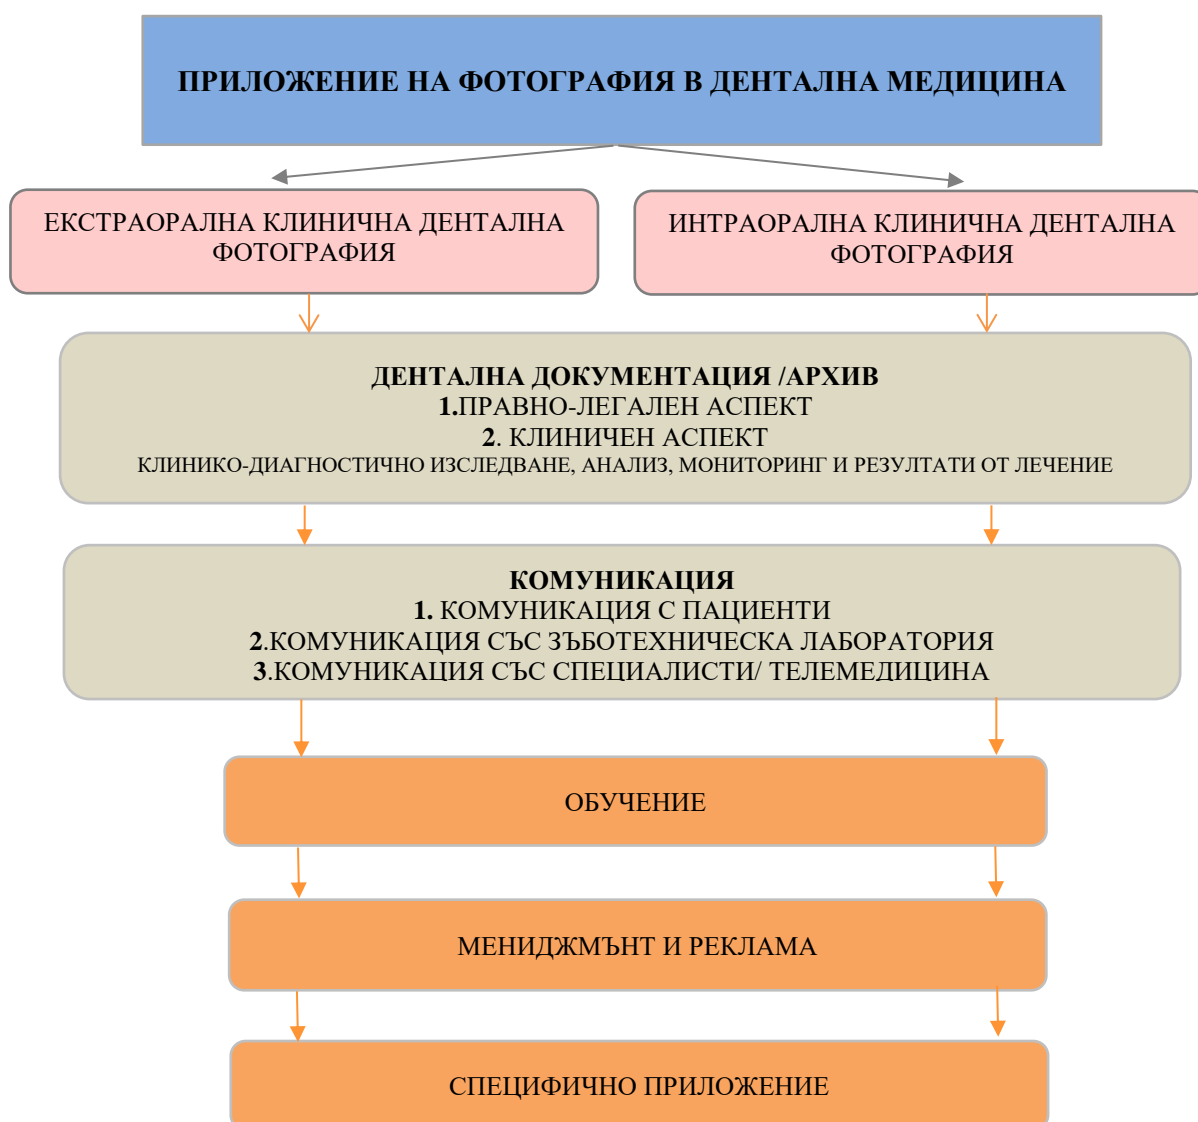 ПРИЛОЖЕНИЕ НА ФОТОГРАФИЯ В ДЕНТАЛНА МЕДИЦИНА
ЕКСТРАОРАЛНА КЛИНИЧНА ДЕНТАЛНА
ФОТОГРАФИЯ
ИНТРАОРАЛНА КЛИНИЧНА ДЕНТАЛНА
ФОТОГРАФИЯ
ДЕНТАЛНА ДОКУМЕНТАЦИЯ /АРХИВ
1.ПРАВНО-ЛЕГАЛЕН АСПЕКТ
2. КЛИНИЧЕН АСПЕКТ
КЛИНИКО-ДИАГНОСТИЧНО ИЗСЛЕДВАНЕ, АНАЛИЗ, МОНИТОРИНГ И РЕЗУЛТАТИ ОТ ЛЕЧЕНИЕ
КОМУНИКАЦИЯ
1. КОМУНИКАЦИЯ С ПАЦИЕНТИ
2.КОМУНИКАЦИЯ СЪС ЗЪБОТЕХНИЧЕСКА ЛАБОРАТОРИЯ
3.КОМУНИКАЦИЯ СЪС СПЕЦИАЛИСТИ/ ТЕЛЕМЕДИЦИНА
ОБУЧЕНИЕ
МЕНИДЖМЪНТ И РЕКЛАМА
СПЕЦИФИЧНО ПРИЛОЖЕНИЕ